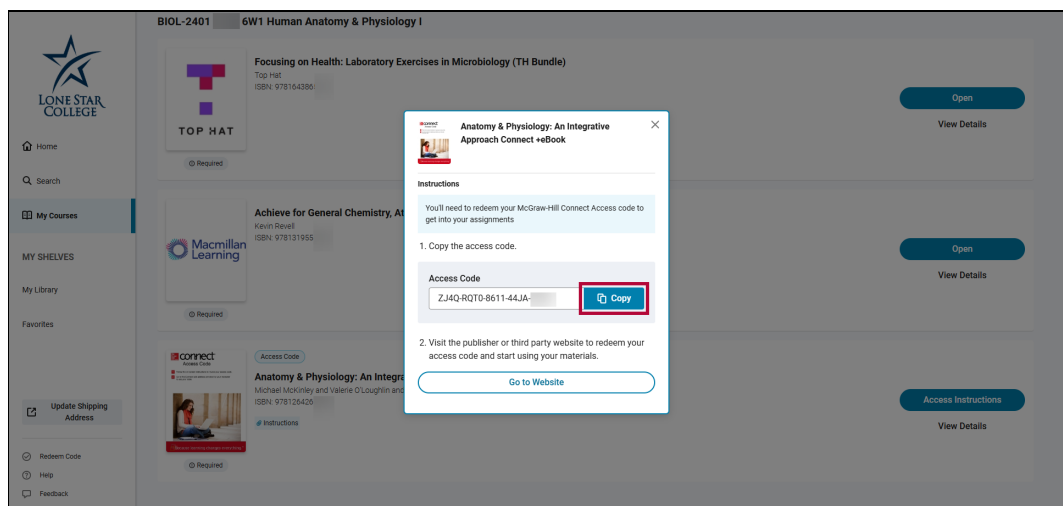 BIOL-2401 6W1 Human Anatomy & Physiology I
LONE STAR
COLLEGE
Home
Search
My Courses
MY SHELVES
My Library
Favorites
Update Shipping
Address
Redeem Code
Help
Feedback
TOP HAT
Required
Focusing on Health: Laboratory Exercises in Microbiology (TH Bundle)
Top Hat
ISBN: 978164386
Open
View Details
Macmillan
Learning
Required
Achieve for General Chemistry, At
Kevin Revell
ISBN: 978131955
Open
View Details
connect
Access Code
Required
Access Code
Anatomy & Physiology: An Integra
Michael McKinley and Valerie O'Loughlin and
ISBN: 978126426
Instructions
Access Instructions
View Details
connect
Anatomy & Physiology: An Integrative
Approach Connect +eBook
Instructions
You'll need to redeem your McGraw-Hill Connect Access code to
get into your assignments
1. Copy the access code.
Access Code
ZJ4Q-RQT0-8611-44JA-
Copy
2. Visit the publisher or third party website to redeem your
access code and start using your materials.
Go to Website